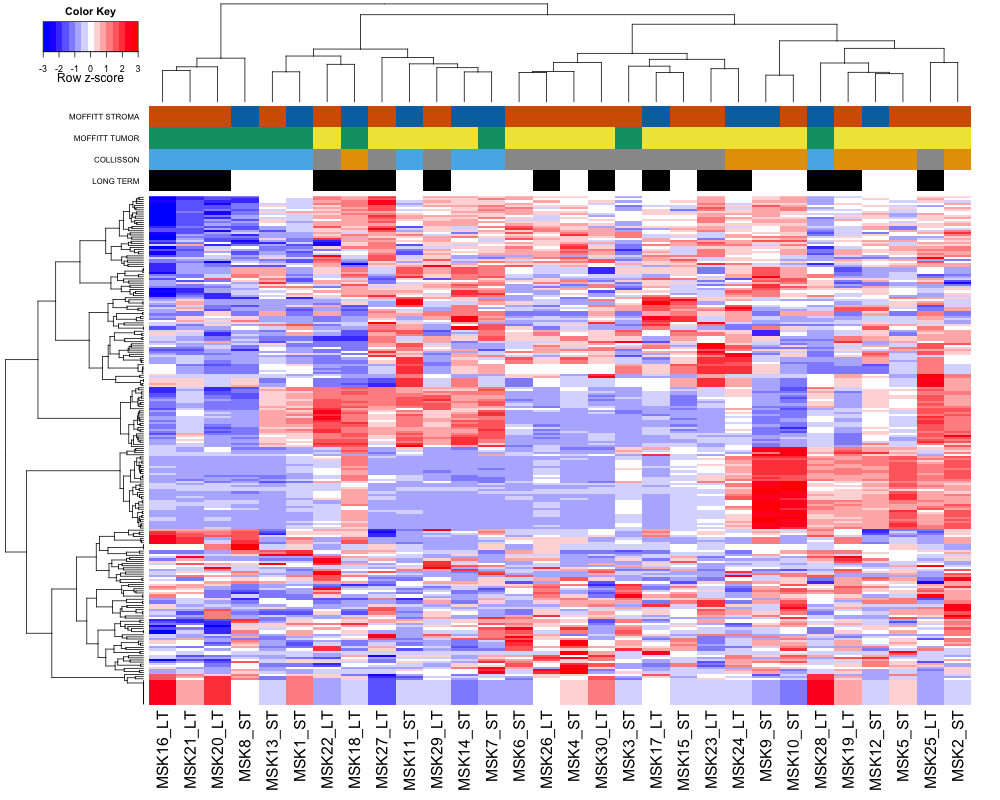 Color Key
-3 -2 -1 0 1 2 3
Row z-score
MOFFITT STROMA
MOFFITT TUMOR
COLLISSON
LONG TERM
MSK16_LT
MSK21_LT
MSK20_LT
MSK8_ST
MSK13_ST
MSK1_ST
MSK22_LT
MSK18_LT
MSK27_LT
MSK11_ST
MSK29_LT
MSK14_ST
MSK7_ST
MSK6_ST
MSK26_LT
MSK4_ST
MSK30_LT
MSK3_ST
MSK17_LT
MSK15_ST
MSK23_LT
MSK24_LT
MSK9_ST
MSK10_ST
MSK28_LT
MSK19_LT
MSK12_ST
MSK5_ST
MSK25_LT
MSK2_ST